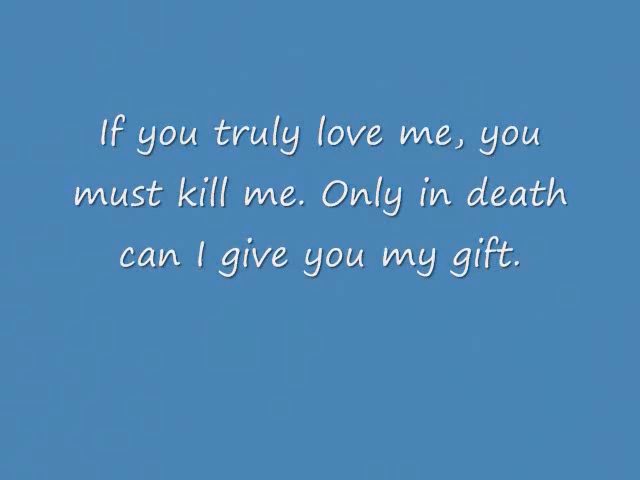 If you truly love me, you
must kill me. Only in death
can I give you my gift.